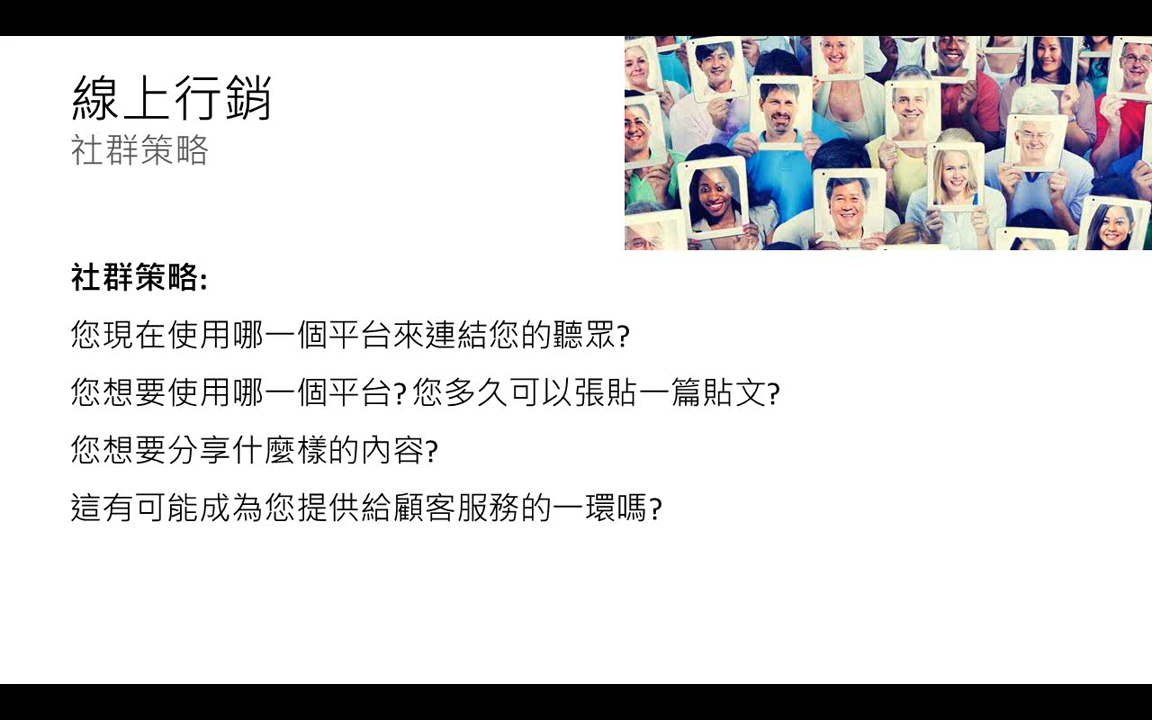 線上行銷
社群策略
社群策略:
您現在使用哪一個平台來連結您的聽眾?
您想要使用哪一個平台?您多久可以張貼一篇貼文?
您想要分享什麼樣的內容?
這有可能成為您提供給顧客服務的一環嗎?